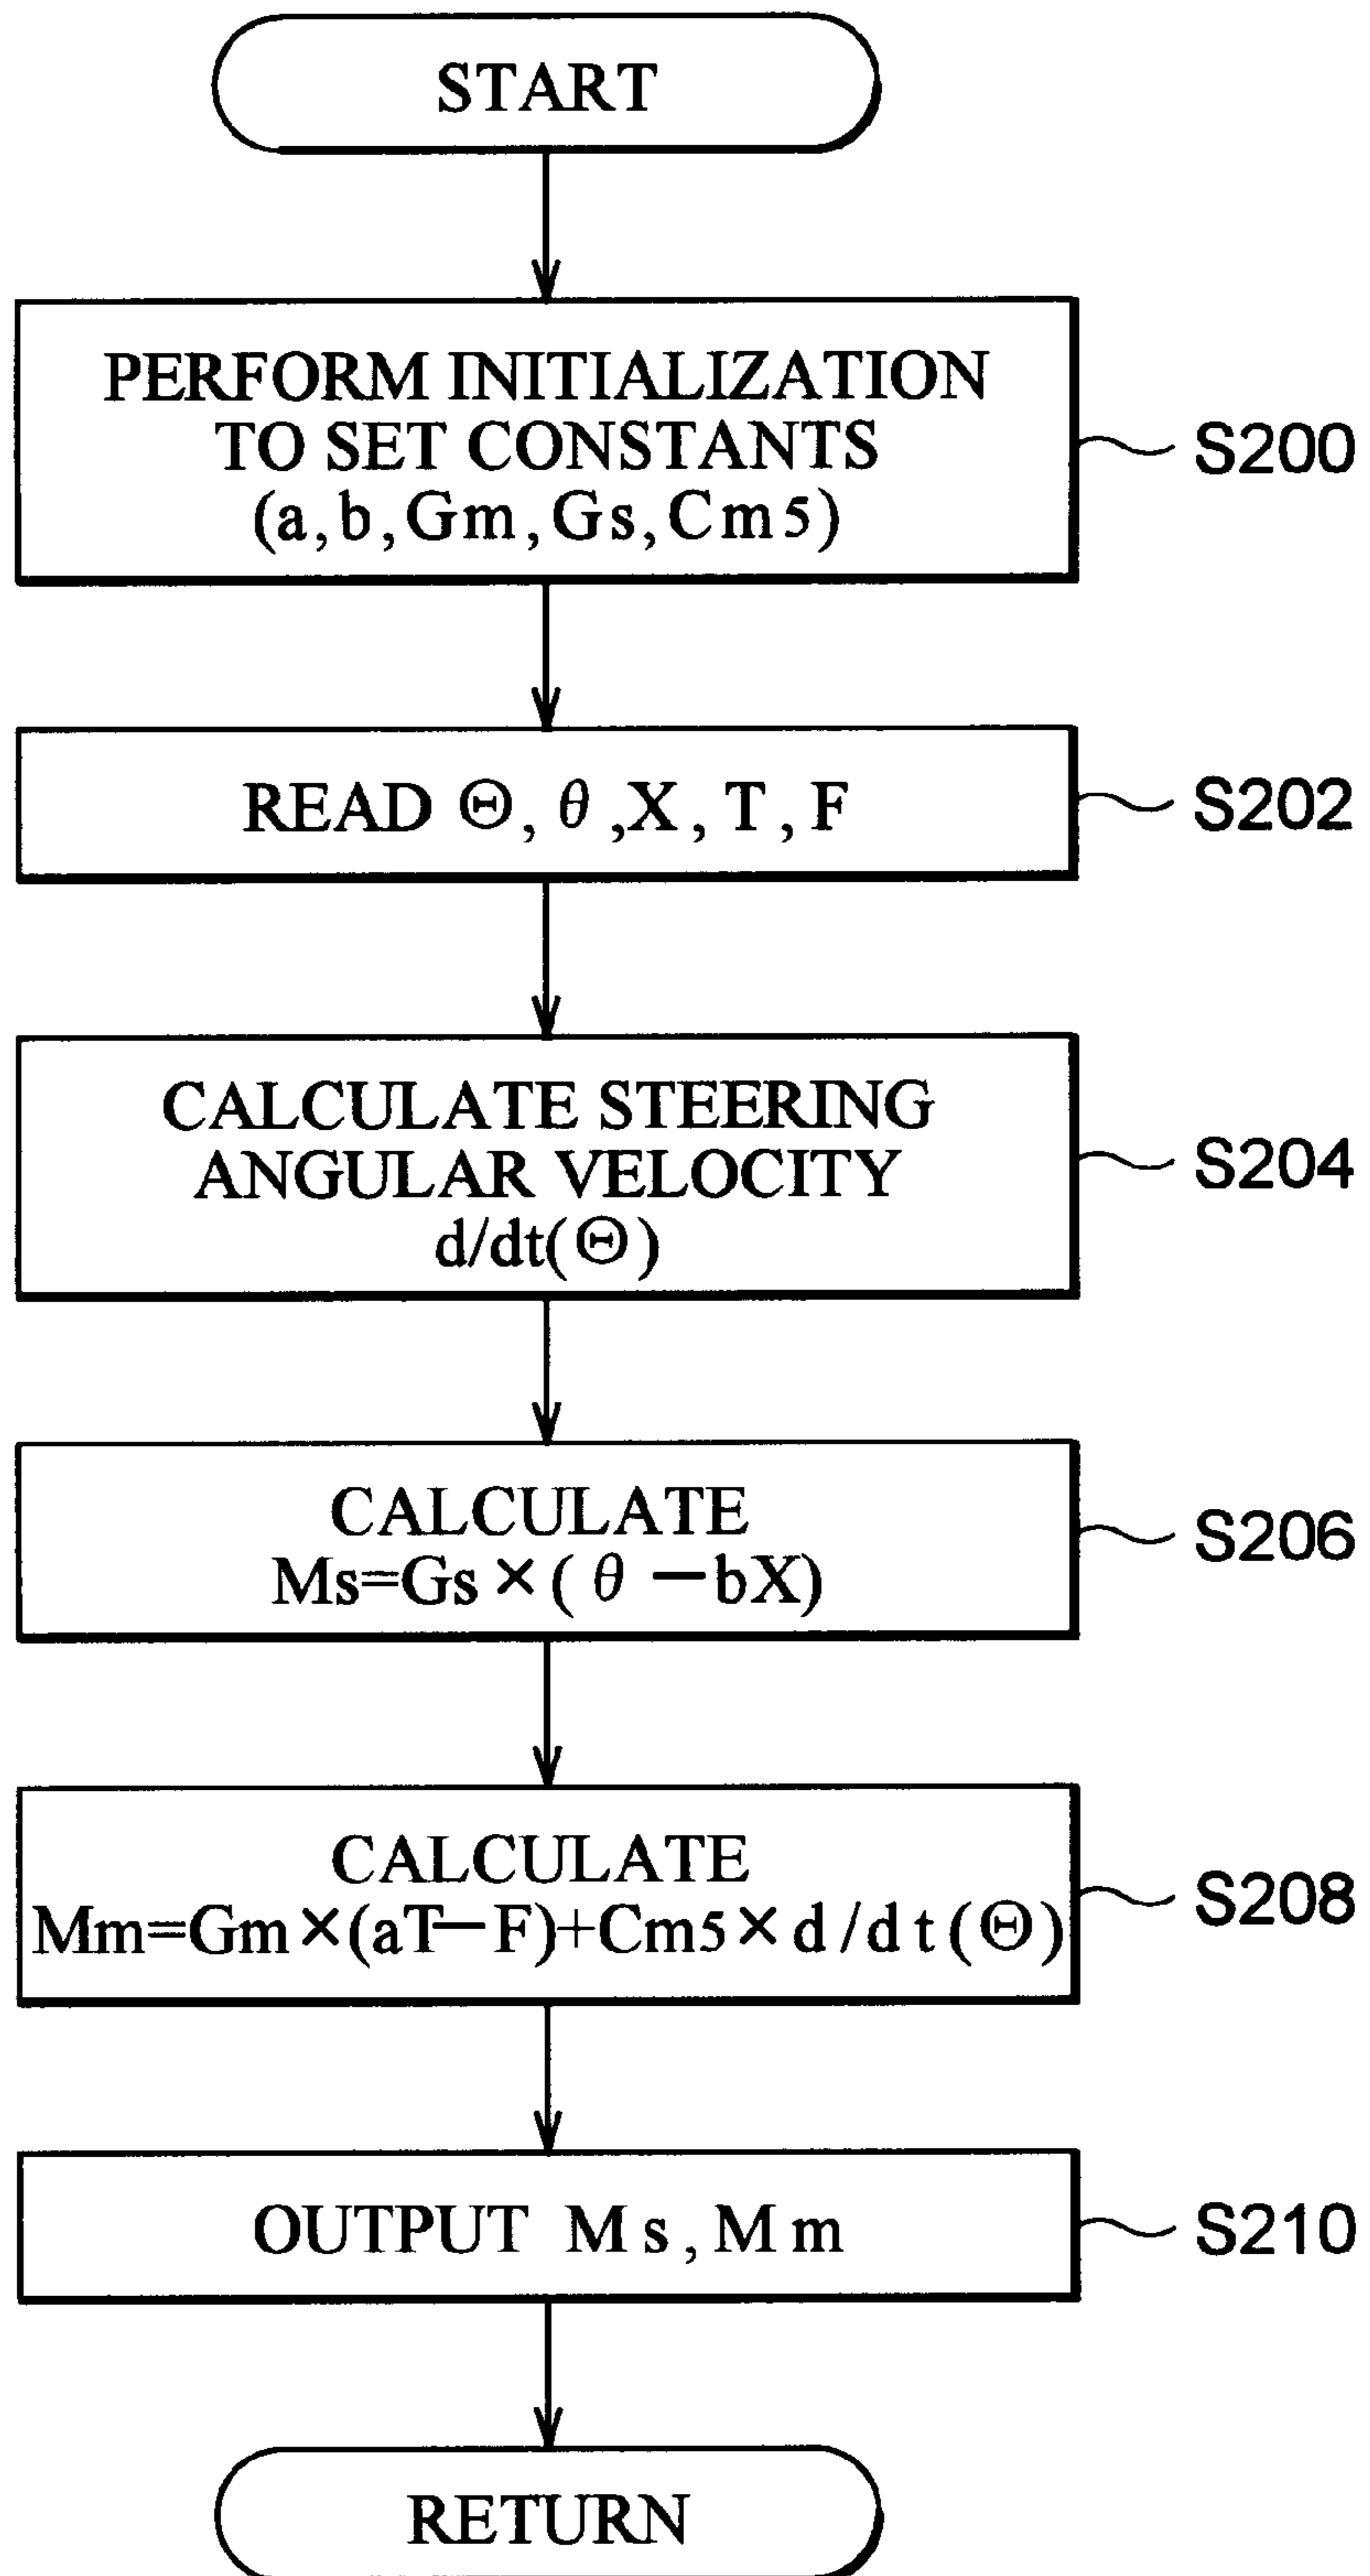 START
PERFORM INITIALIZATION
TO SET CONSTANTS
(a, b, Gm, Gs, Cm5)
S200
READ Θ, θ, X, T, F
S202
CALCULATE STEERING
ANGULAR VELOCITY
d/dt(Θ)
S204
CALCULATE
Ms=Gs×(θ−bX)
S206
CALCULATE
Mm=Gm×(aT−F)+Cm5×d/dt(Θ)
S208
OUTPUT Ms, Mm
S210
RETURN